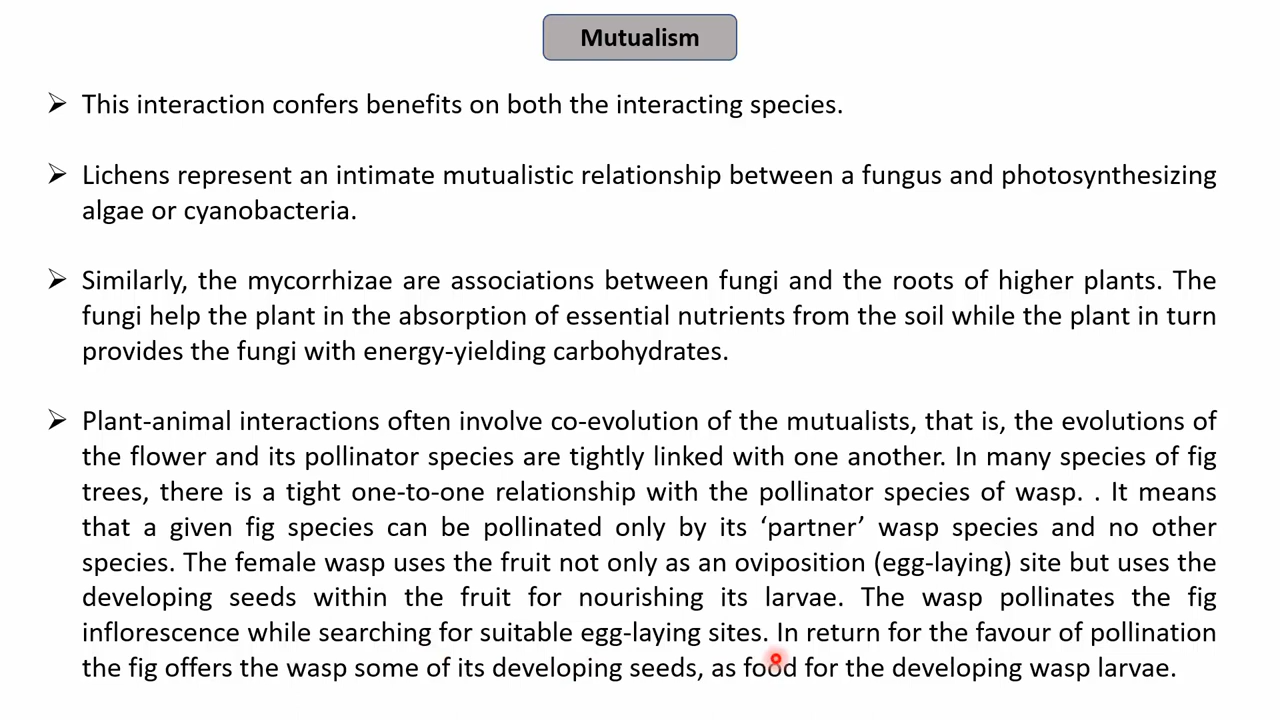 Mutualism
➢ This interaction confers benefits on both the interacting species.
➢ Lichens represent an intimate mutualistic relationship between a fungus and photosynthesizing
algae or cyanobacteria.
➢ Similarly, the mycorrhizae are associations between fungi and the roots of higher plants. The
fungi help the plant in the absorption of essential nutrients from the soil while the plant in turn
provides the fungi with energy-yielding carbohydrates.
➢ Plant-animal interactions often involve co-evolution of the mutualists, that is, the evolutions of
the flower and its pollinator species are tightly linked with one another. In many species of fig
trees, there is a tight one-to-one relationship with the pollinator species of wasp. . It means
that a given fig species can be pollinated only by its ‘partner’ wasp species and no other
species. The female wasp uses the fruit not only as an oviposition (egg-laying) site but uses the
developing seeds within the fruit for nourishing its larvae. The wasp pollinates the fig
inflorescence while searching for suitable egg-laying sites. In return for the favour of pollination
the fig offers the wasp some of its developing seeds, as food for the developing wasp larvae.